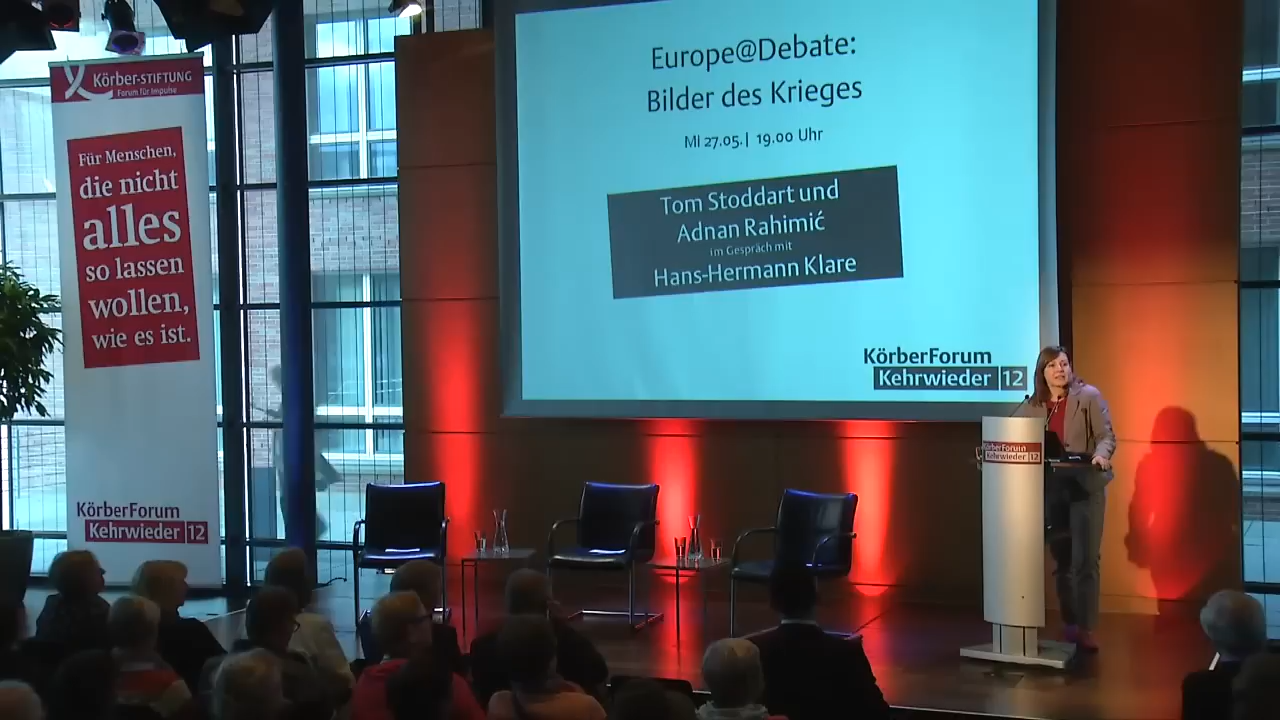 Körber-STIFTUNG
Forum für Impulse
Für Menschen,
die nicht
alles
so lassen
wollen,
wie es ist.
KörberForum
Kehrwieder 12
Europe@Debate:
Bilder des Krieges
Mi 27.05. | 19.00 Uhr
Tom Stoddart und
Adnan Rahimić
im Gespräch mit
Hans-Hermann Klare
KörberForum
Kehrwieder 12
KörberForum
Kehrwieder 12